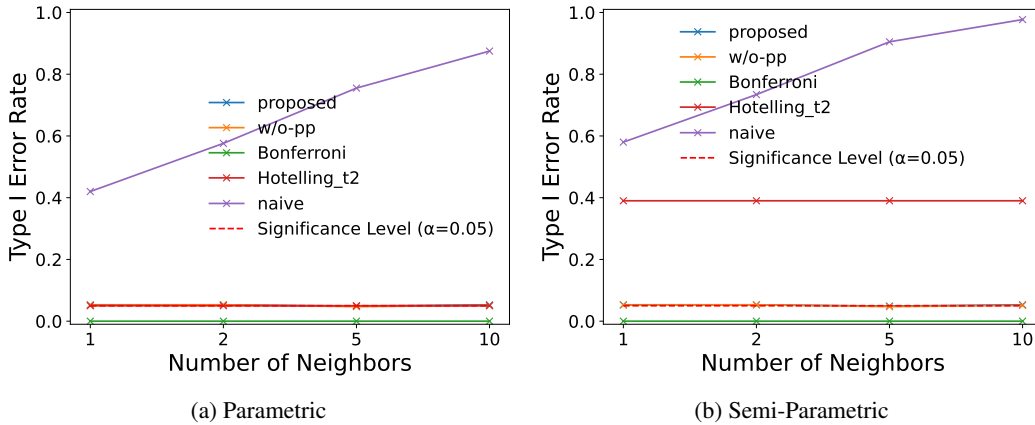 1.0
0.8
0.6
0.4
0.2
0.0
Type I Error Rate
proposed
w/o-pp
Bonferroni
Hotelling_t2
naive
Significance Level (α=0.05)
1
2
5
10
Number of Neighbors
(a) Parametric
1.0
0.8
0.6
0.4
0.2
0.0
Type I Error Rate
proposed
w/o-pp
Bonferroni
Hotelling_t2
naive
Significance Level (α=0.05)
1
2
5
10
Number of Neighbors
(b) Semi-Parametric